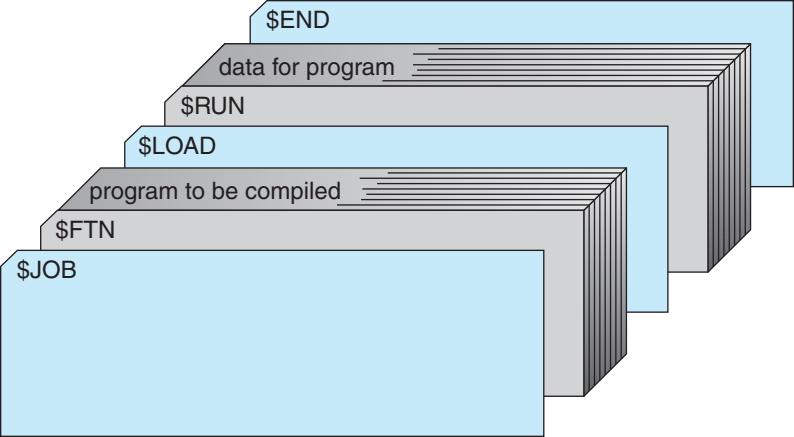 $END
data for program
$RUN
$LOAD
program to be compiled
$FTN
$JOB